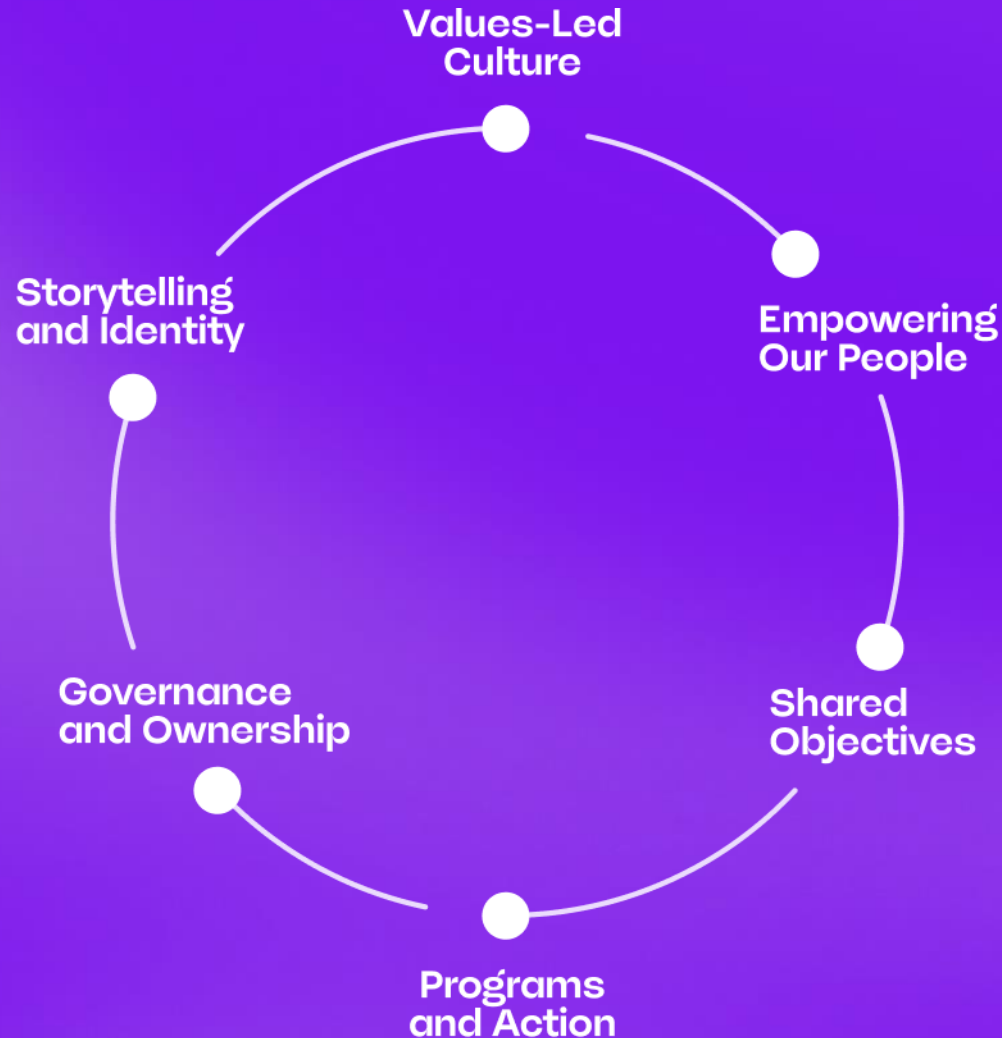 Values-Led
Culture
Empowering
Our People
Shared
Objectives
Programs
and Action
Governance
and Ownership
Storytelling
and Identity